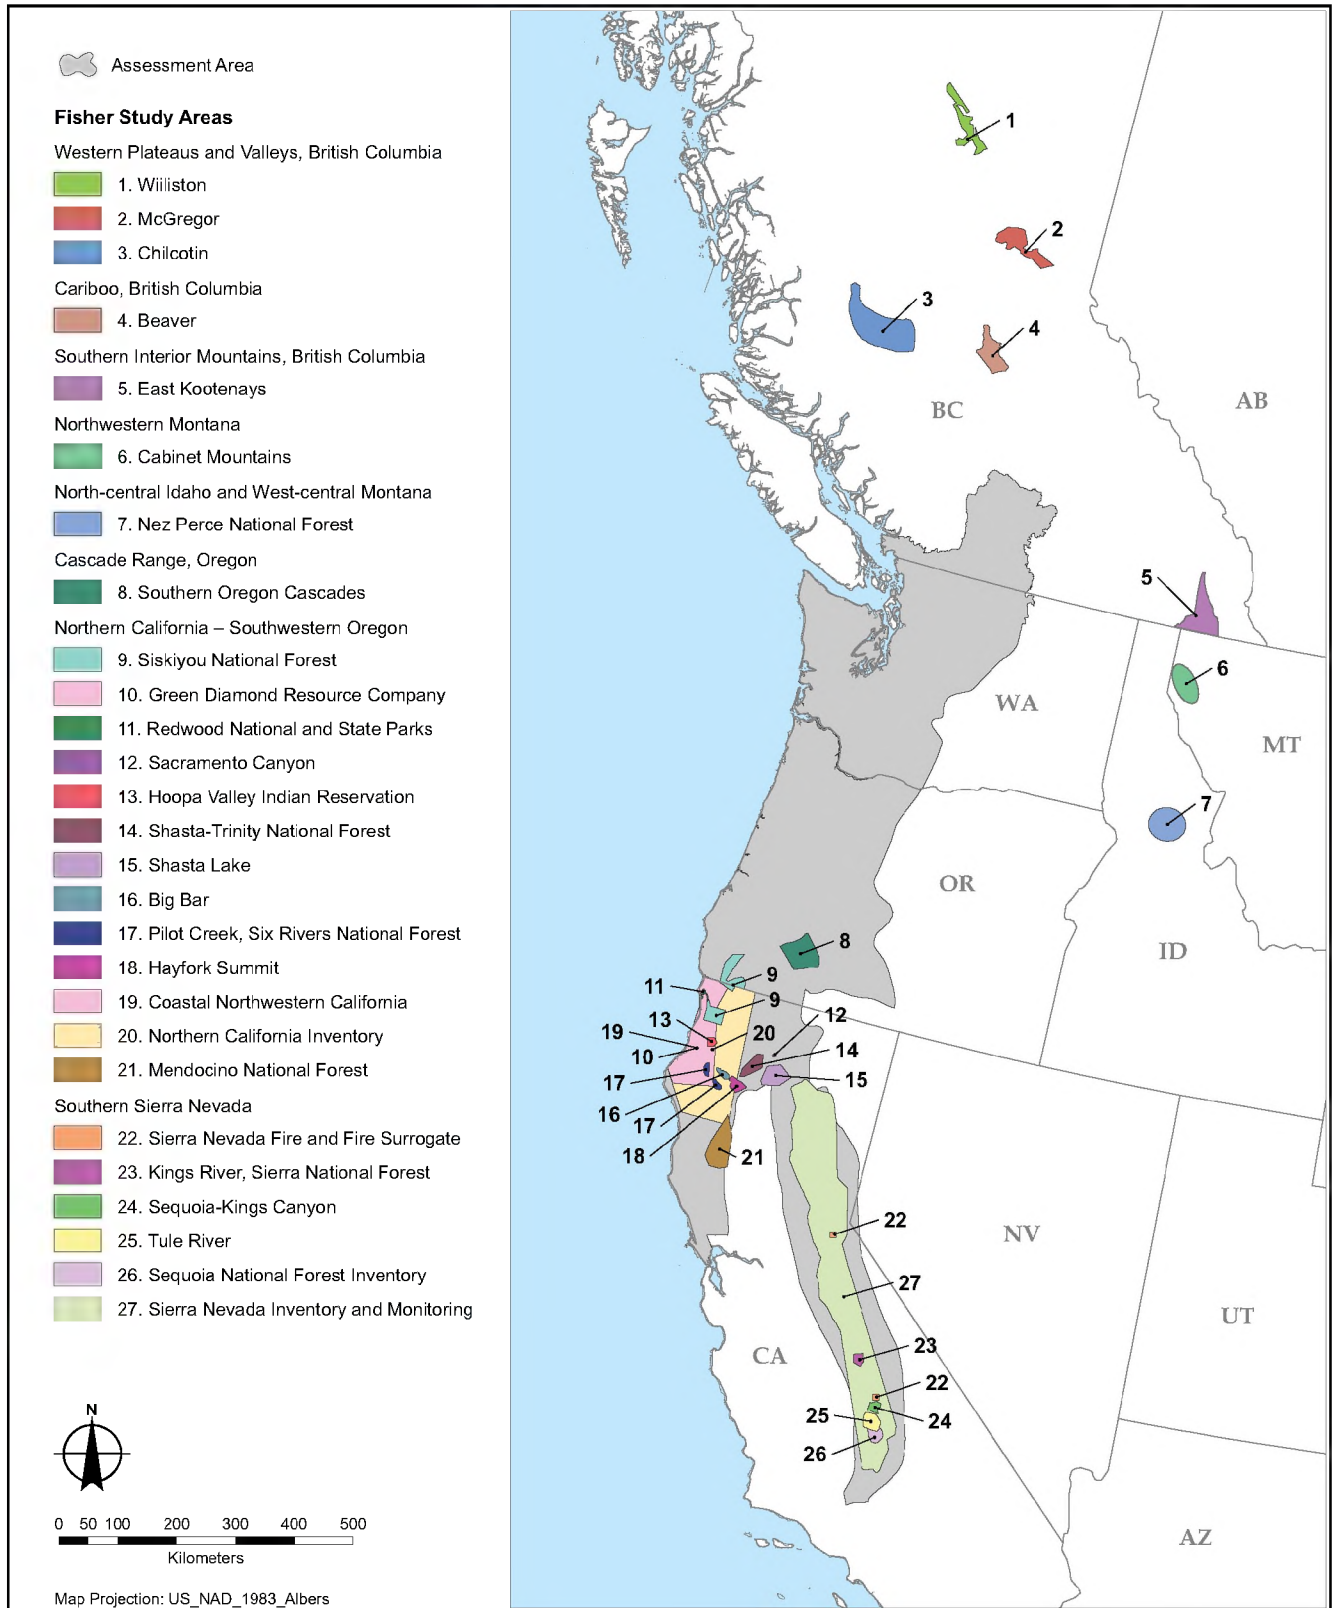 Assessment Area
Fisher Study Areas
Western Plateaus and Valleys, British Columbia
1. Wiiliston
2. McGregor
3. Chilcotin
Cariboo, British Columbia
4. Beaver
Southern Interior Mountains, British Columbia
5. East Kootenays
Northwestern Montana
6. Cabinet Mountains
North-central Idaho and West-central Montana
7. Nez Perce National Forest
Cascade Range, Oregon
8. Southern Oregon Cascades
Northern California – Southwestern Oregon
9. Siskiyou National Forest
10. Green Diamond Resource Company
11. Redwood National and State Parks
12. Sacramento Canyon
13. Hoopa Valley Indian Reservation
14. Shasta-Trinity National Forest
15. Shasta Lake
16. Big Bar
17. Pilot Creek, Six Rivers National Forest
18. Hayfork Summit
19. Coastal Northwestern California
20. Northern California Inventory
21. Mendocino National Forest
Southern Sierra Nevada
22. Sierra Nevada Fire and Fire Surrogate
23. Kings River, Sierra National Forest
24. Sequoia-Kings Canyon
25. Tule River
26. Sequoia National Forest Inventory
27. Sierra Nevada Inventory and Monitoring
N
0 50 100 200 300 400 500
Kilometers
Map Projection: US_NAD_1983_Albers
1
2
3
4
BC
AB
5
6
WA
MT
7
OR
8
ID
9
11
9
13
12
19
20
10
14
17
15
16
17
18
21
22
NV
27
UT
23
CA
22
25
24
26
AZ